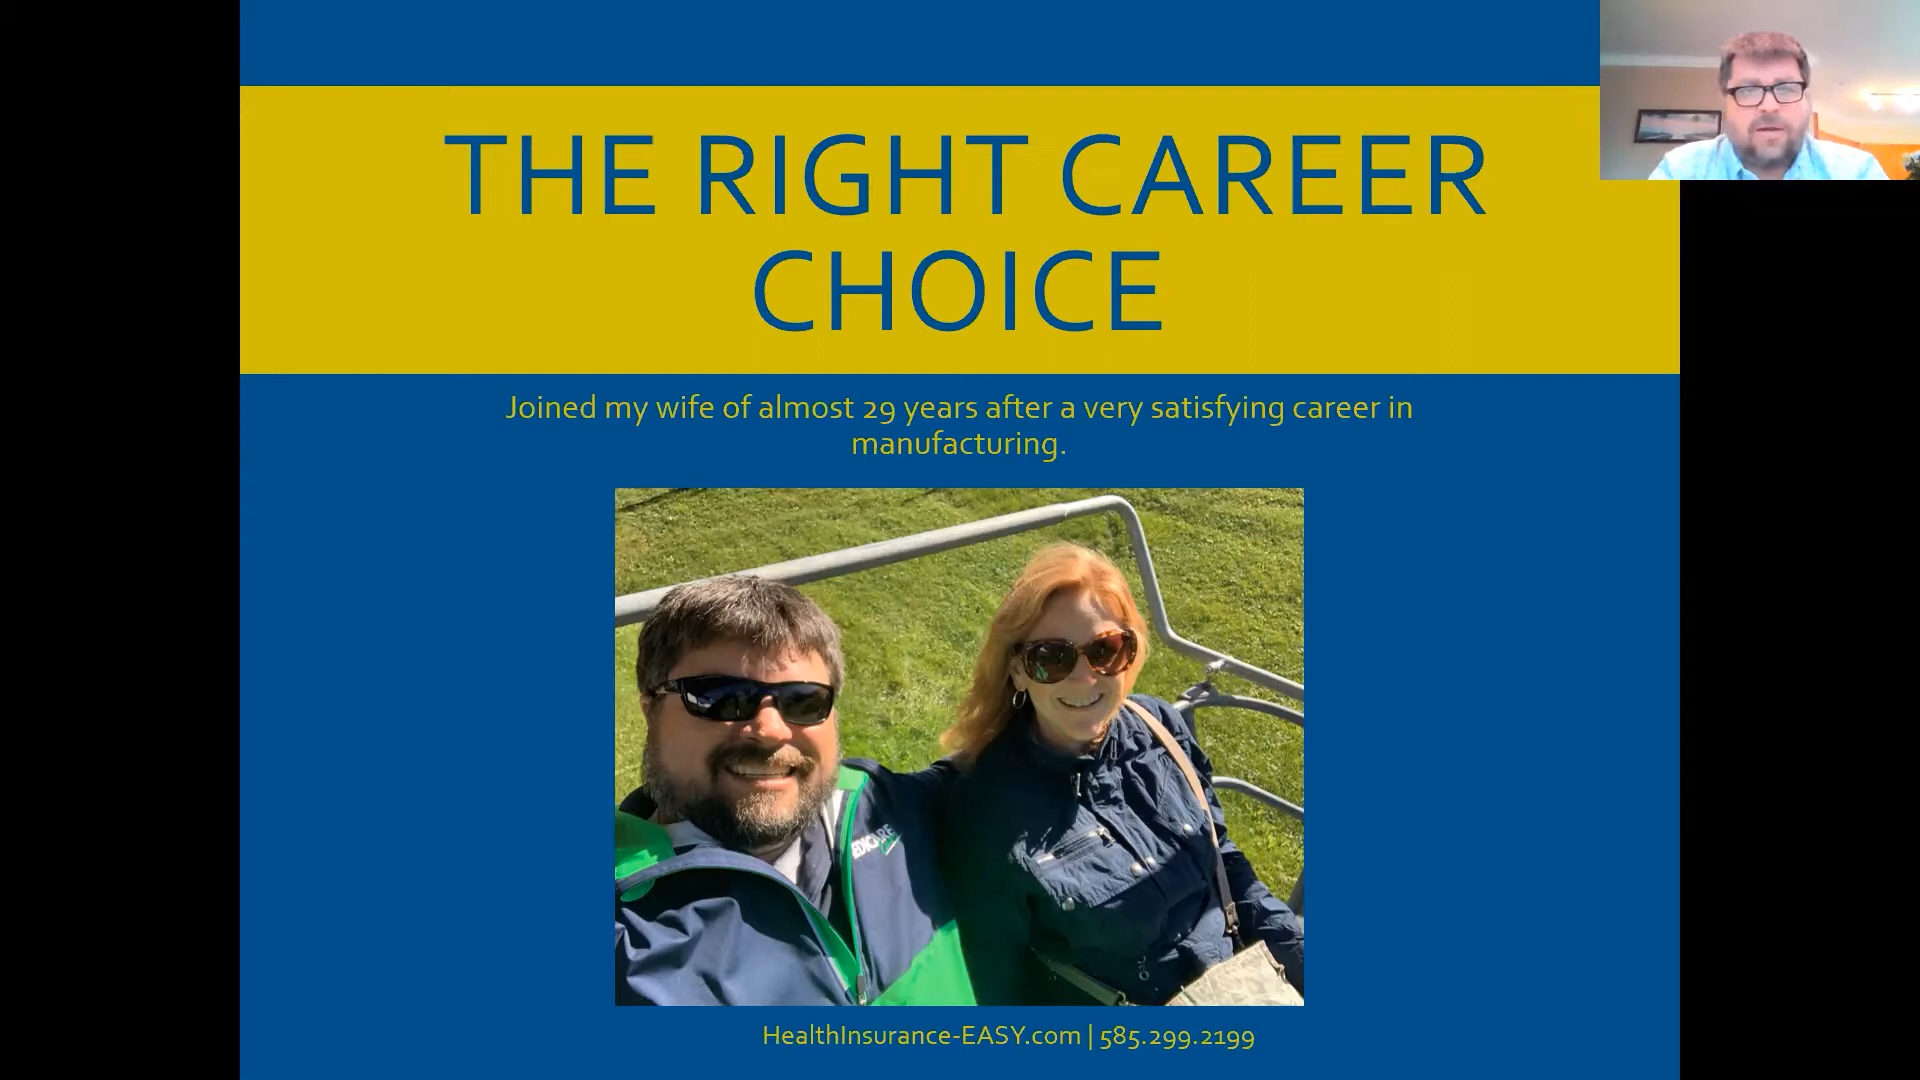 THE RIGHT CAREER
CHOICE
Joined my wife of almost 29 years after a very satisfying career in
manufacturing.
HealthInsurance-EASY.com | 585.299.2199